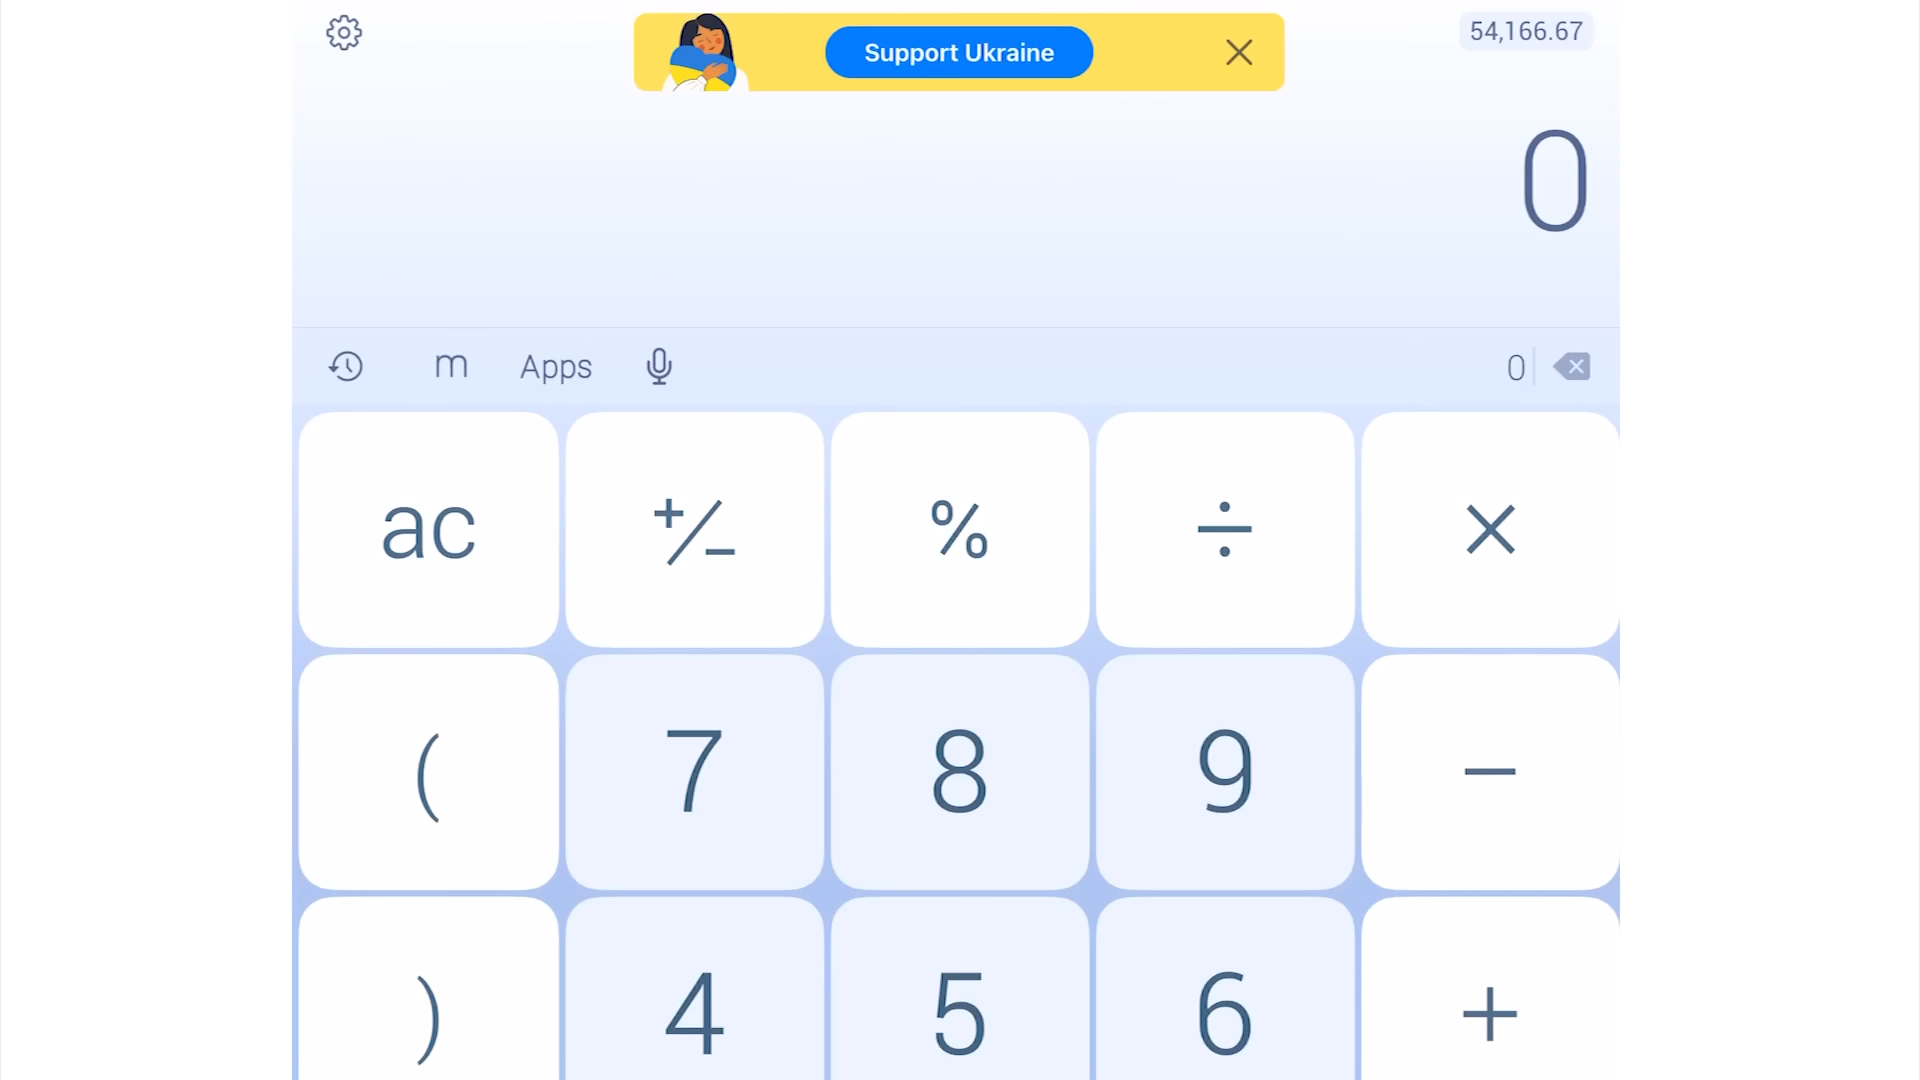 Support Ukraine
54,166.67
0
m Apps 0
ac +/− % ÷ ×
( 7 8 9 −
) 4 5 6 +